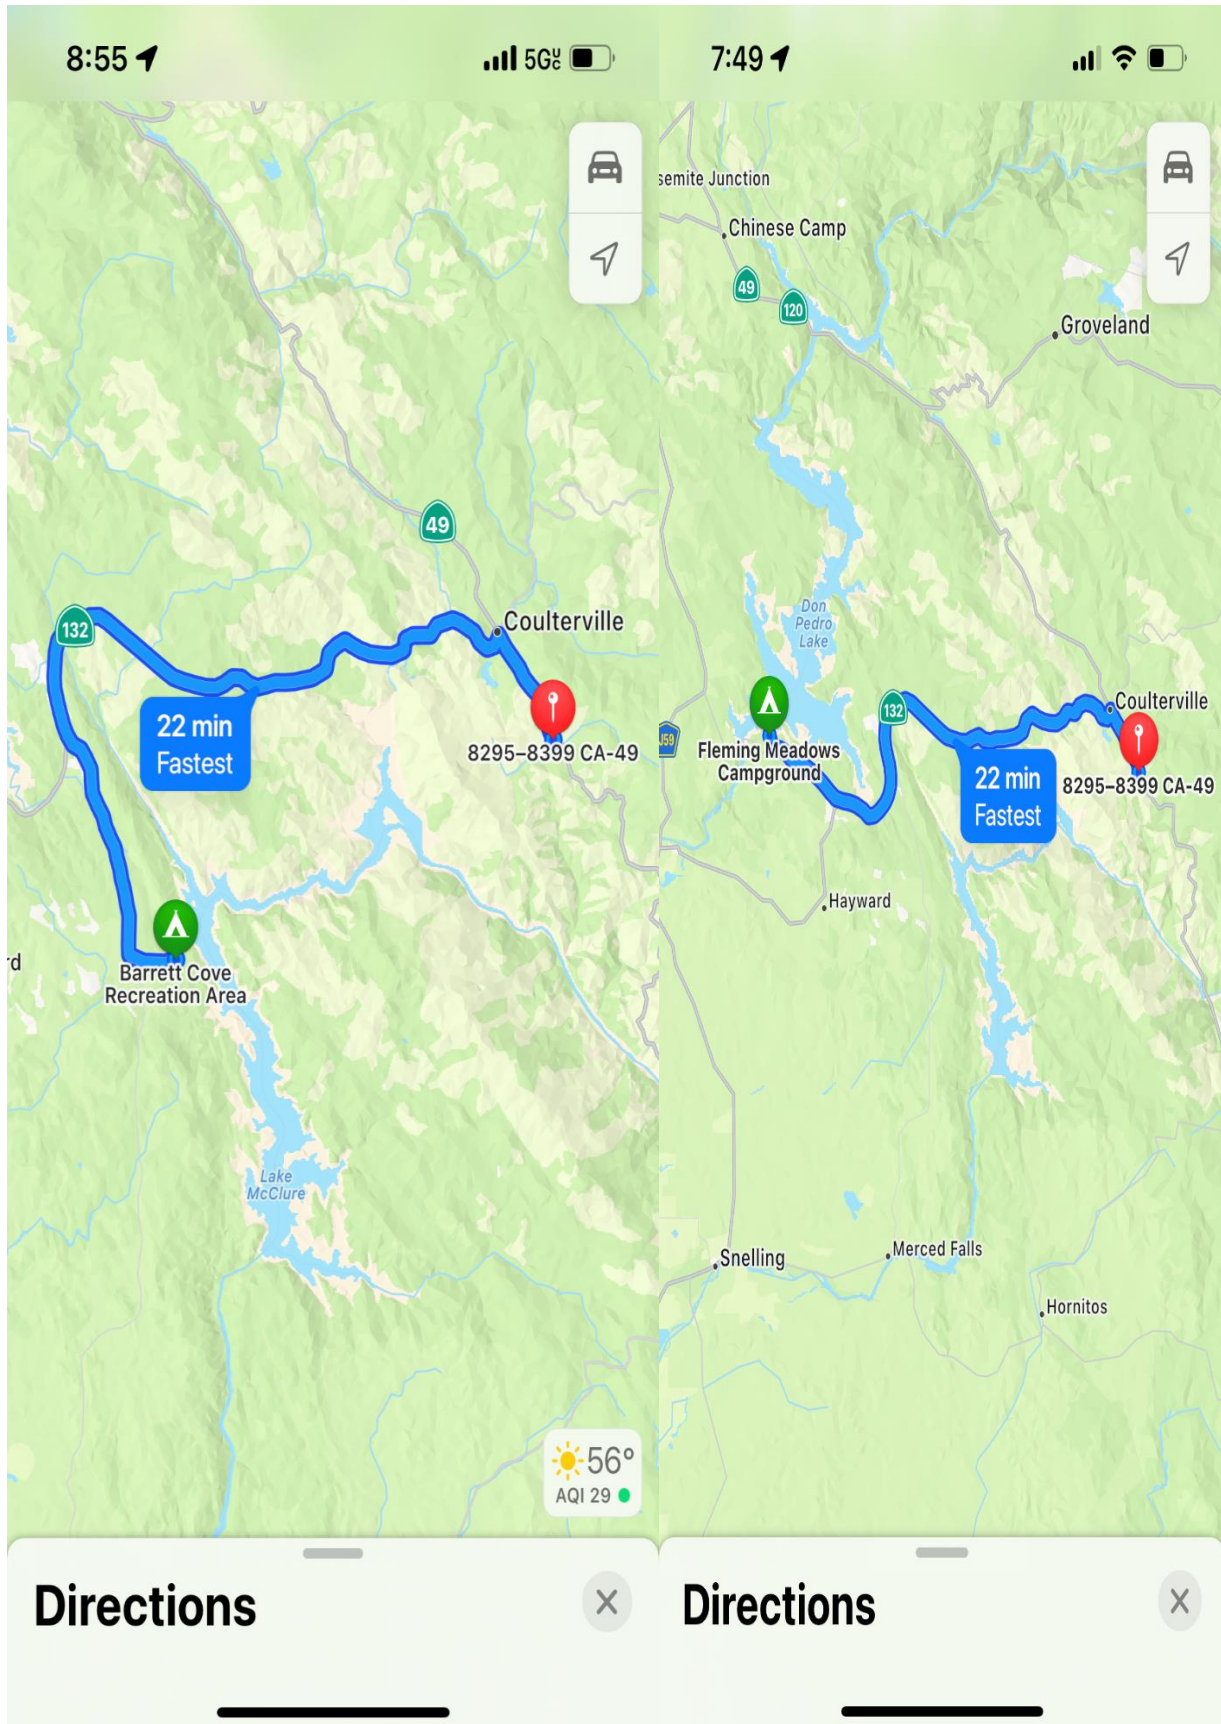 8:55
5G
132
49
Coulterville
22 min
Fastest
8295–8399 CA-49
rd
Barrett Cove
Recreation Area
Lake
McClure
56°
AQI 29
Directions
7:49
semite Junction
Chinese Camp
49
120
Groveland
Don
Pedro
Lake
132
Coulterville
J59
Fleming Meadows
Campground
22 min
Fastest
8295–8399 CA-49
Hayward
Snelling
Merced Falls
Hornitos
Directions